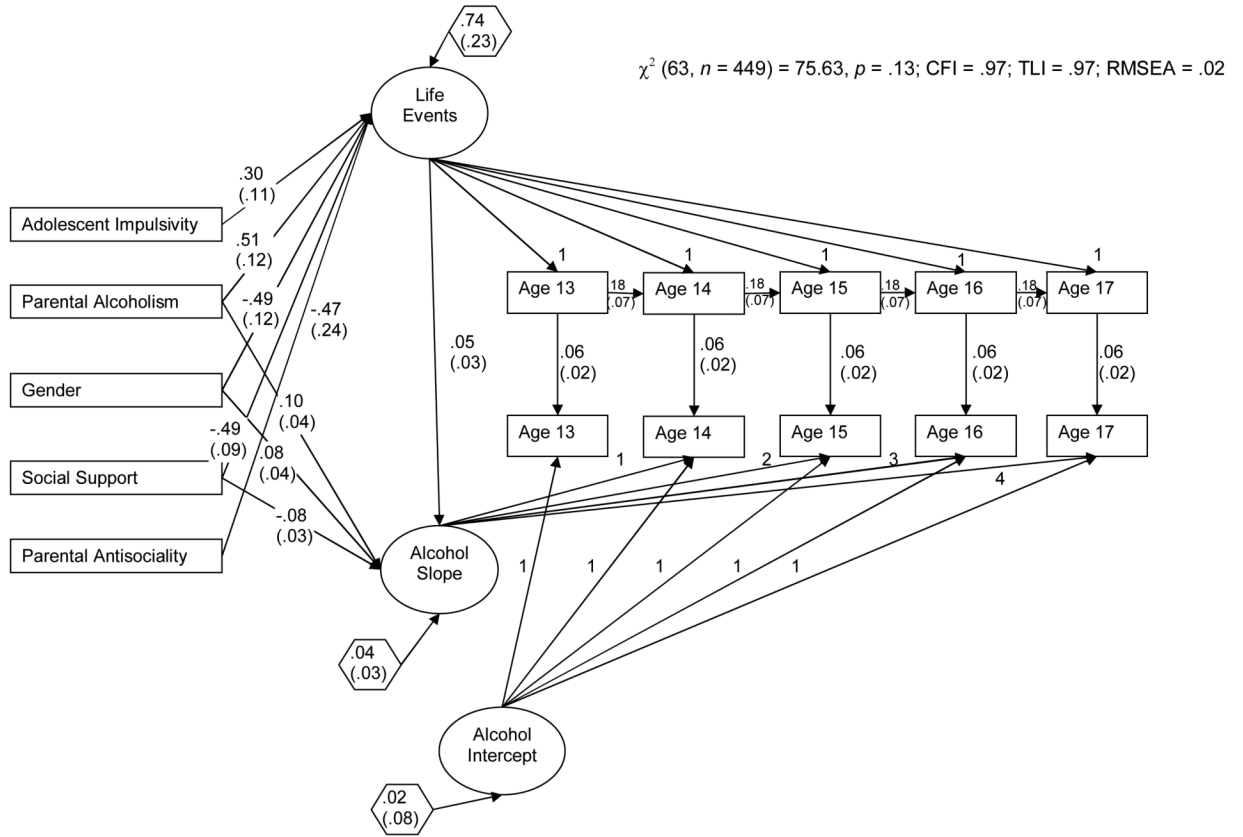 .74
(.23)
χ² (63, n = 449) = 75.63, p = .13; CFI = .97; TLI = .97; RMSEA = .02
Life
Events
.30
(.11)
Adolescent Impulsivity
.51
(.12)
Parental Alcoholism
-.49
(.12)
-.47
(.24)
Gender
-.49
(.09)
.10
(.04)
.08
(.04)
Social Support
-.08
(.03)
Parental Antisociality
.05
(.03)
1
1
1
1
1
Age 13
.18
(.07)
Age 14
.18
(.07)
Age 15
.18
(.07)
Age 16
.18
(.07)
Age 17
.06
(.02)
.06
(.02)
.06
(.02)
.06
(.02)
.06
(.02)
Age 13
Age 14
Age 15
Age 16
Age 17
1
2
3
4
Alcohol
Slope
1
1
1
1
1
.04
(.03)
Alcohol
Intercept
.02
(.08)